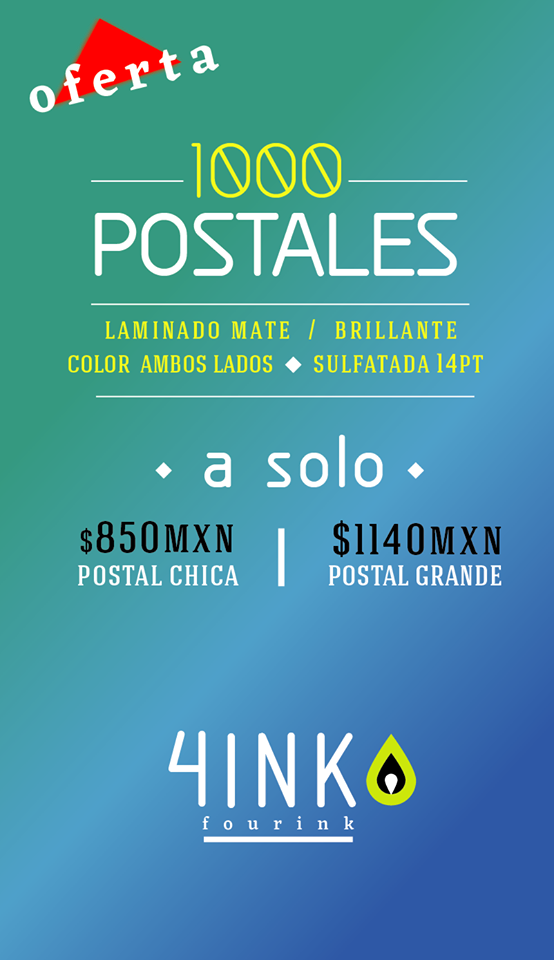 oferta
1000
POSTALES
LAMINADO MATE / BRILLANTE
COLOR AMBOS LADOS ◆ SULFATADA 14PT
◆ a solo ◆
$850MXN | $1140MXN
POSTAL CHICA | POSTAL GRANDE
4INK
fourink